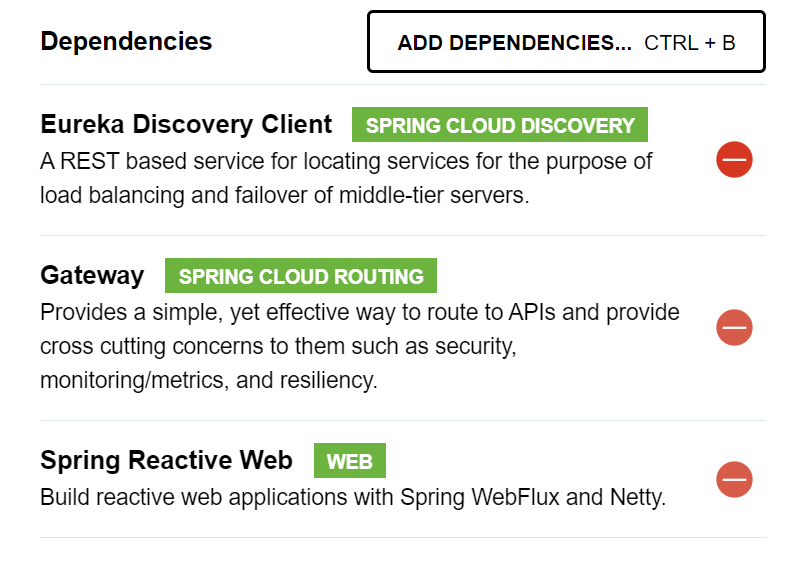 Dependencies
ADD DEPENDENCIES... CTRL + B
Eureka Discovery Client SPRING CLOUD DISCOVERY
A REST based service for locating services for the purpose of
load balancing and failover of middle-tier servers.
Gateway SPRING CLOUD ROUTING
Provides a simple, yet effective way to route to APIs and provide
cross cutting concerns to them such as security,
monitoring/metrics, and resiliency.
Spring Reactive Web WEB
Build reactive web applications with Spring WebFlux and Netty.